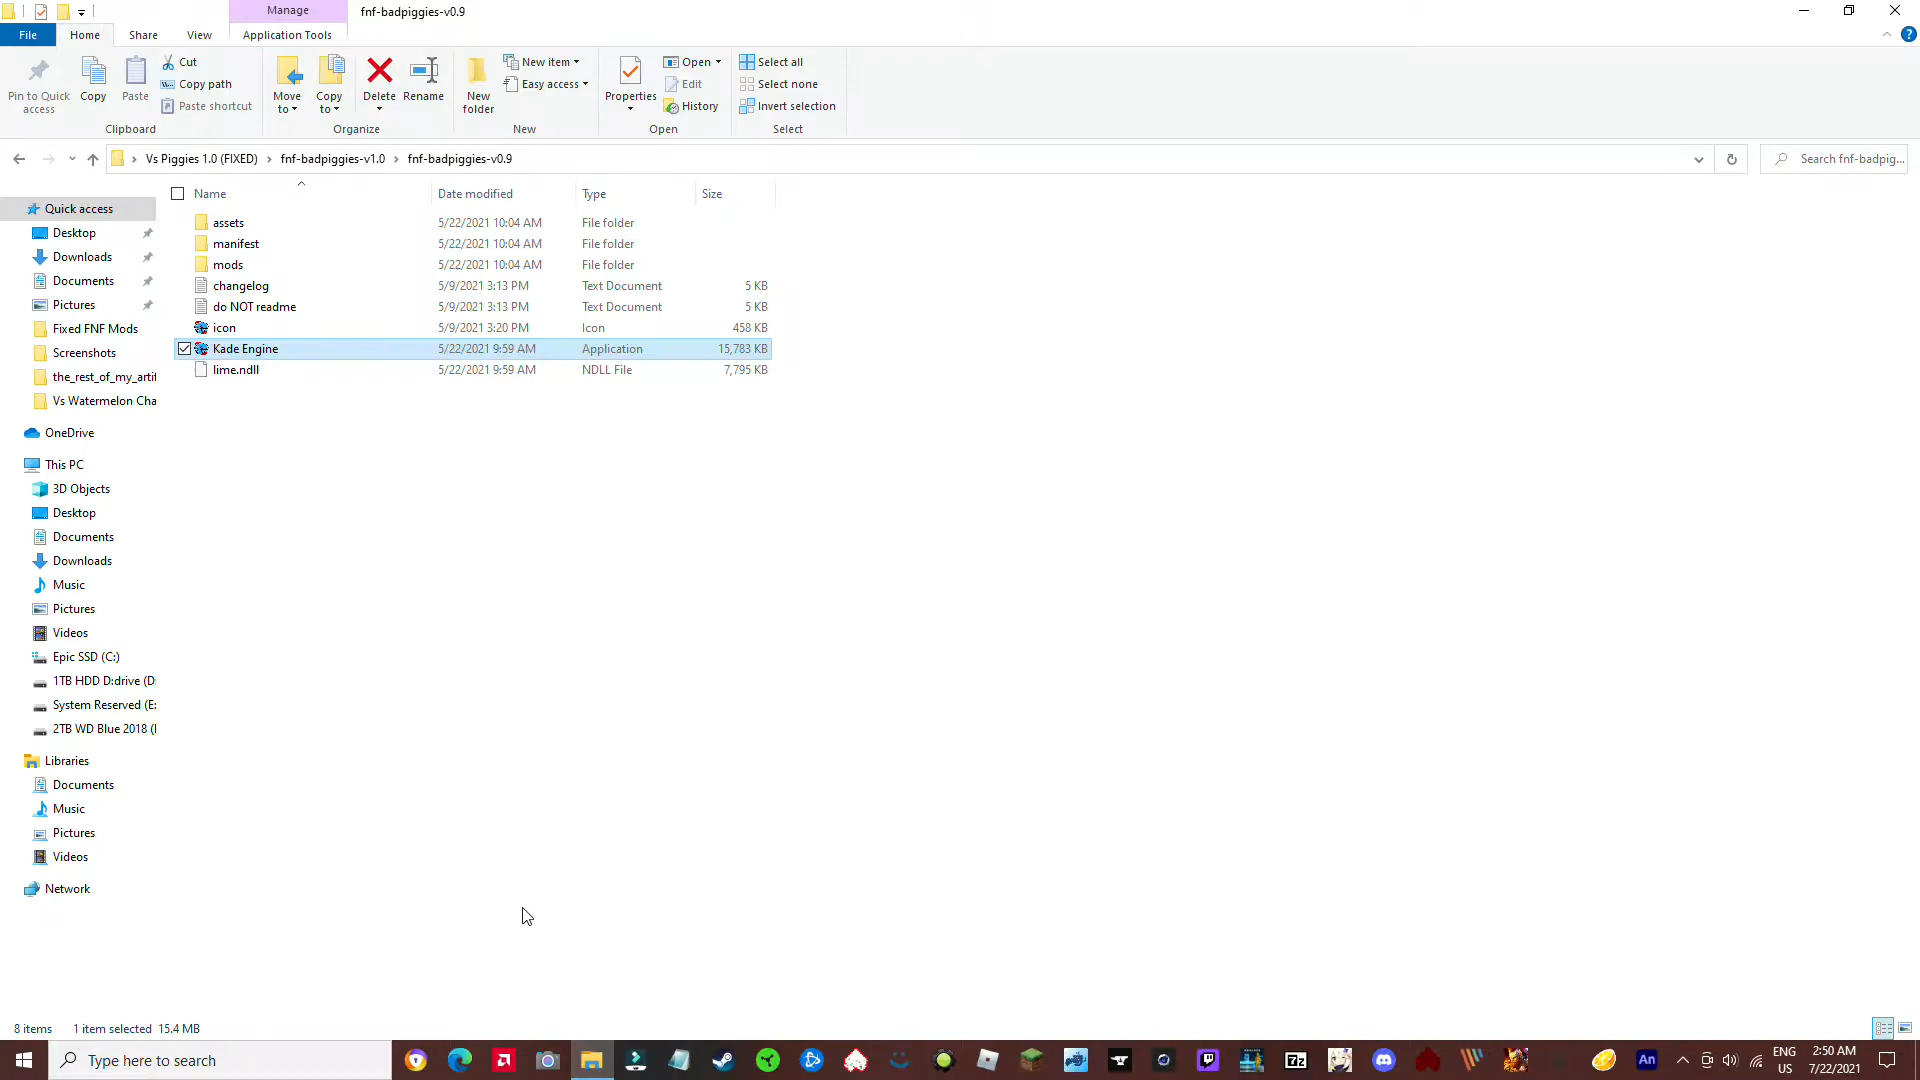 Manage
fnf-badpiggies-v0.9
File
Home
Share
View
Application Tools
Pin to Quick access
Copy
Paste
Cut
Copy path
Paste shortcut
Clipboard
Move to
Copy to
Delete
Rename
Organize
New folder
New item
Easy access
New
Properties
Open
Edit
History
Open
Select all
Select none
Invert selection
Select
Vs Piggies 1.0 (FIXED) > fnf-badpiggies-v1.0 > fnf-badpiggies-v0.9
Search fnf-badpig...
Name Date modified Type Size
assets 5/22/2021 10:04 AM File folder
manifest 5/22/2021 10:04 AM File folder
mods 5/22/2021 10:04 AM File folder
changelog 5/9/2021 3:13 PM Text Document 5 KB
do NOT readme 5/9/2021 3:13 PM Text Document 5 KB
icon 5/9/2021 3:20 PM Icon 458 KB
Kade Engine 5/22/2021 9:59 AM Application 15,783 KB
lime.ndll 5/22/2021 9:59 AM NDLL File 7,795 KB
Quick access
Desktop
Downloads
Documents
Pictures
Fixed FNF Mods
Screenshots
the_rest_of_my_artif
Vs Watermelon Cha
OneDrive
This PC
3D Objects
Desktop
Documents
Downloads
Music
Pictures
Videos
Epic SSD (C:)
1TB HDD D:drive (D:
System Reserved (E:
2TB WD Blue 2018 (
Libraries
Documents
Music
Pictures
Videos
Network
8 items 1 item selected 15.4 MB
Type here to search
7z
An
ENG
US
2:50 AM
7/22/2021